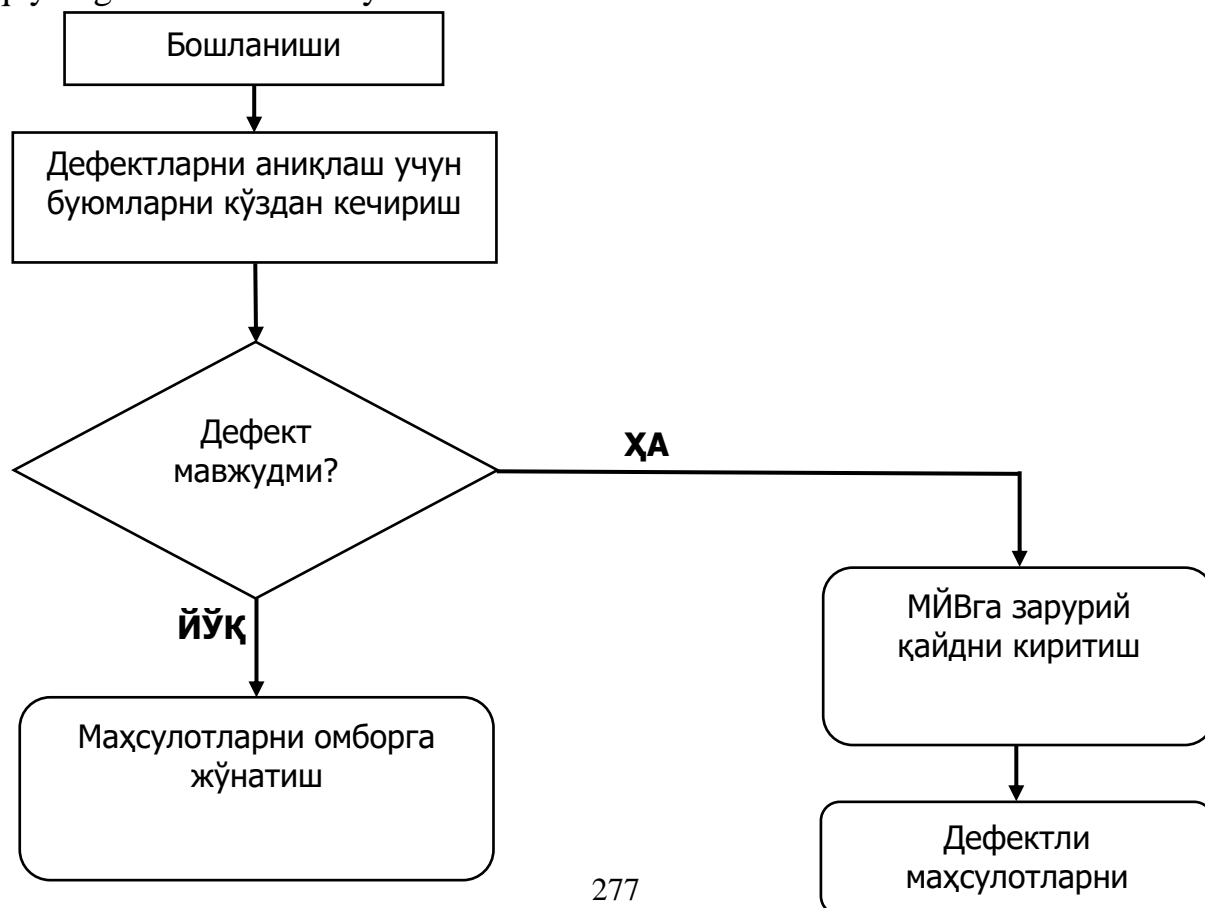 Бошланиши
Дефектларни аниқлаш учун
буюмларни кўздан кечириш
Дефект
мавжудми?
ҲА
ЙЎҚ
МЙВга зарурий
қайдни киритиш
Маҳсулотларни омборга
жўнатиш
Дефектли
маҳсулотларни
277